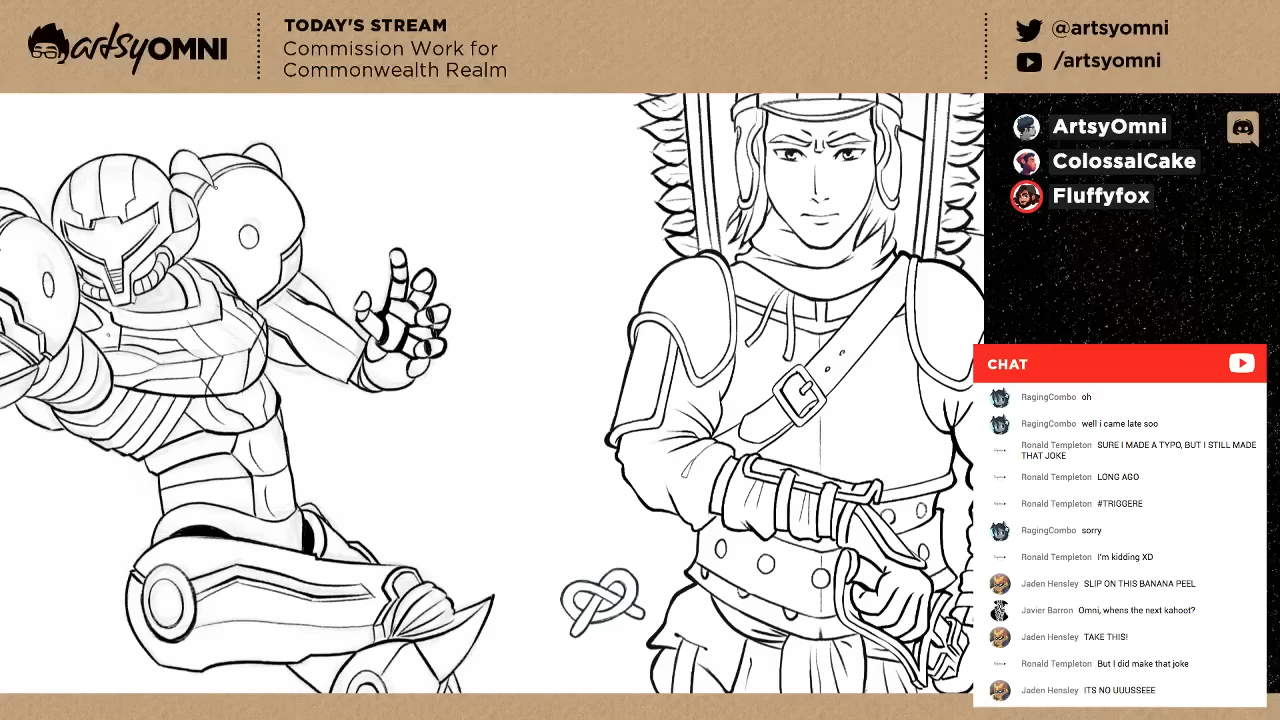 artsyOMNI
TODAY'S STREAM
Commission Work for
Commonwealth Realm
@artsyomni
/artsyomni
ArtsyOmni
ColossalCake
Fluffyfox
CHAT
RagingCombo oh
RagingCombo well i came late soo
Ronald Templeton SURE I MADE A TYPO, BUT I STILL MADE
THAT JOKE
Ronald Templeton LONG AGO
Ronald Templeton #TRIGGERE
RagingCombo sorry
Ronald Templeton I'm kidding XD
Jaden Hensley SLIP ON THIS BANANA PEEL
Javier Barron Omni, whens the next kahoot?
Jaden Hensley TAKE THIS!
Ronald Templeton But I did make that joke
Jaden Hensley ITS NO UUUSSEEE